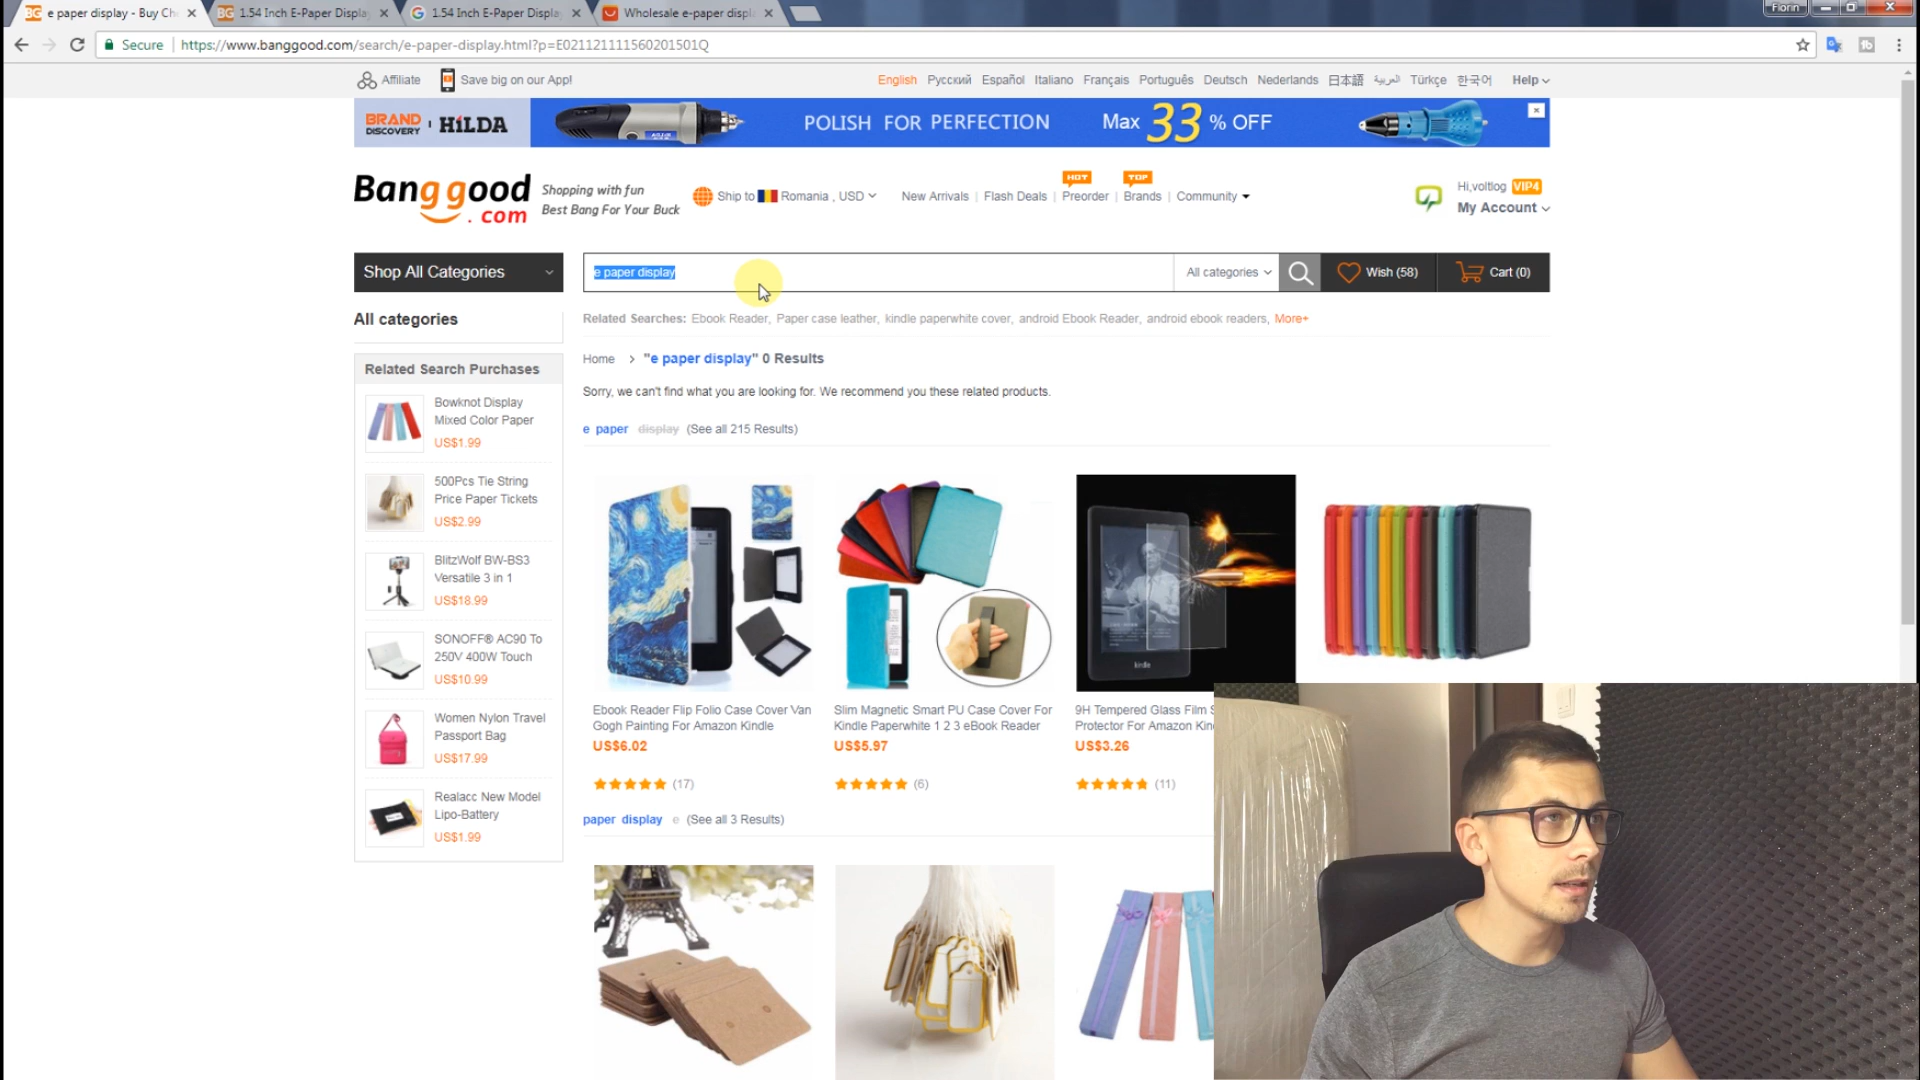 e paper display - Buy Ch
1.54 Inch E-Paper Displa
1.54 Inch E-Paper Displa
Wholesale e-paper displ
Florin
Secure
https://www.banggood.com/search/e-paper-display.html?p=E021121111560201501Q
Affiliate
Save big on our App!
English Русский Español Italiano Français Português Deutsch Nederlands 日本語 العربية Türkçe 한국어 Help
BRAND DISCOVERY HILDA
POLISH FOR PERFECTION Max 33 % OFF
Banggood.com
Shopping with fun
Best Bang For Your Buck
Ship to Romania , USD
New Arrivals | Flash Deals | Preorder | Brands | Community
HOT
TOP
Hi,voltlog VIP4
My Account
Shop All Categories
e paper display
All categories
Wish (58)
Cart (0)
All categories
Related Searches: Ebook Reader, Paper case leather, kindle paperwhite cover, android Ebook Reader, android ebook readers, More+
Home > "e paper display" 0 Results
Sorry, we can't find what you are looking for. We recommend you these related products.
Related Search Purchases
Bowknot Display
Mixed Color Paper
US$1.99
500Pcs Tie String
Price Paper Tickets
US$2.99
BlitzWolf BW-BS3
Versatile 3 in 1
US$18.99
SONOFF® AC90 To
250V 400W Touch
US$10.99
Women Nylon Travel
Passport Bag
US$17.99
Realacc New Model
Lipo-Battery
US$1.99
e paper display (See all 215 Results)
kindle
Ebook Reader Flip Folio Case Cover Van
Gogh Painting For Amazon Kindle
US$6.02
(17)
Slim Magnetic Smart PU Case Cover For
Kindle Paperwhite 1 2 3 eBook Reader
US$5.97
(6)
9H Tempered Glass Film S
Protector For Amazon Kin
US$3.26
(11)
paper display e (See all 3 Results)